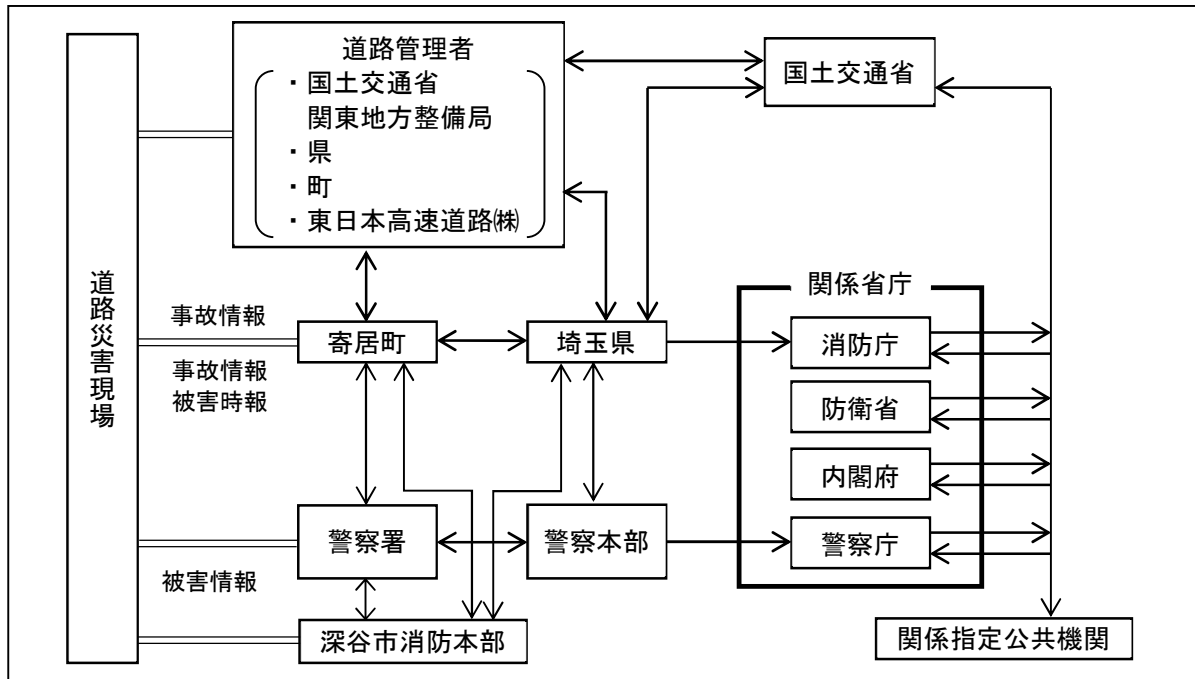 道路管理者
・国土交通省
関東地方整備局
・県
・町
・東日本高速道路㈱
国土交通省
道路災害現場
事故情報
事故情報
被害時報
被害情報
寄居町
埼玉県
関係省庁
消防庁
防衛省
内閣府
警察庁
警察署
警察本部
深谷市消防本部
関係指定公共機関